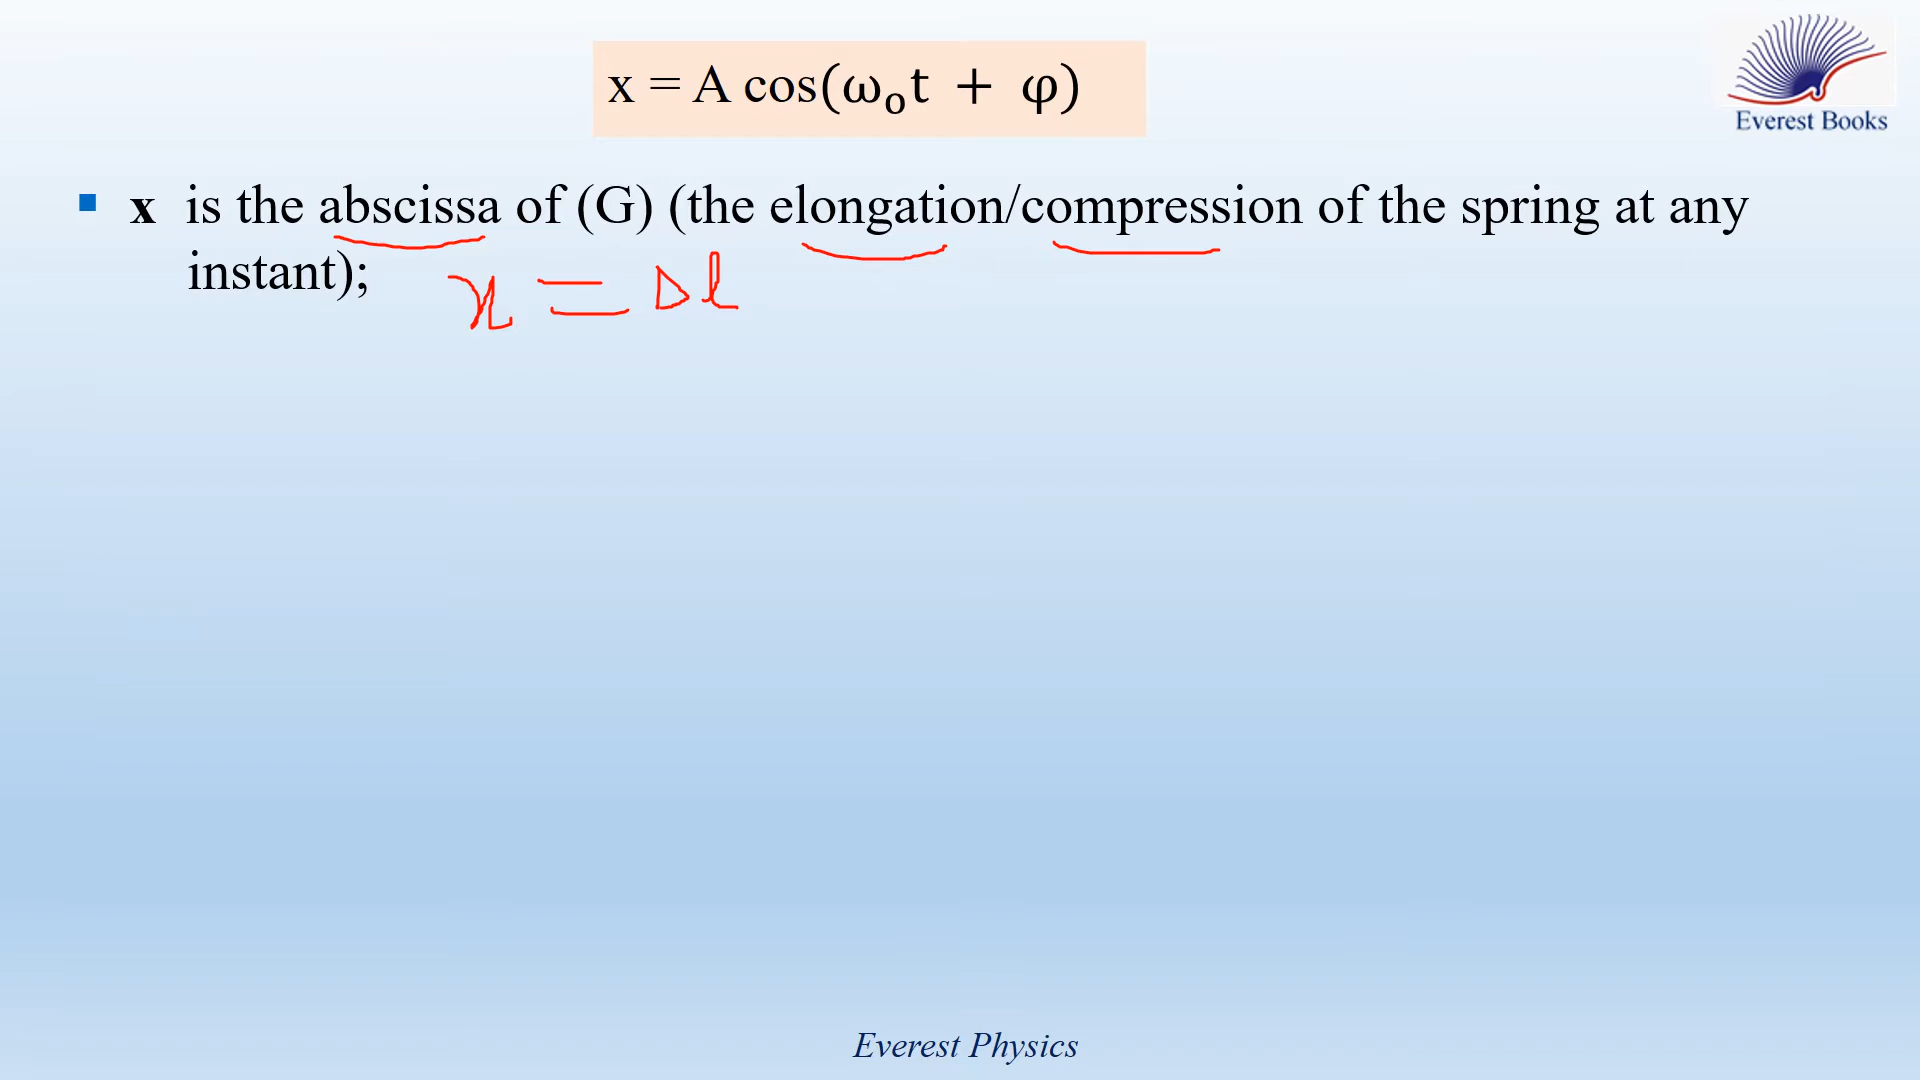 x = A cos(ω₀t + φ)
Everest Books
▪ x is the abscissa of (G) (the elongation/compression of the spring at any
instant);
x = Δl
Everest Physics